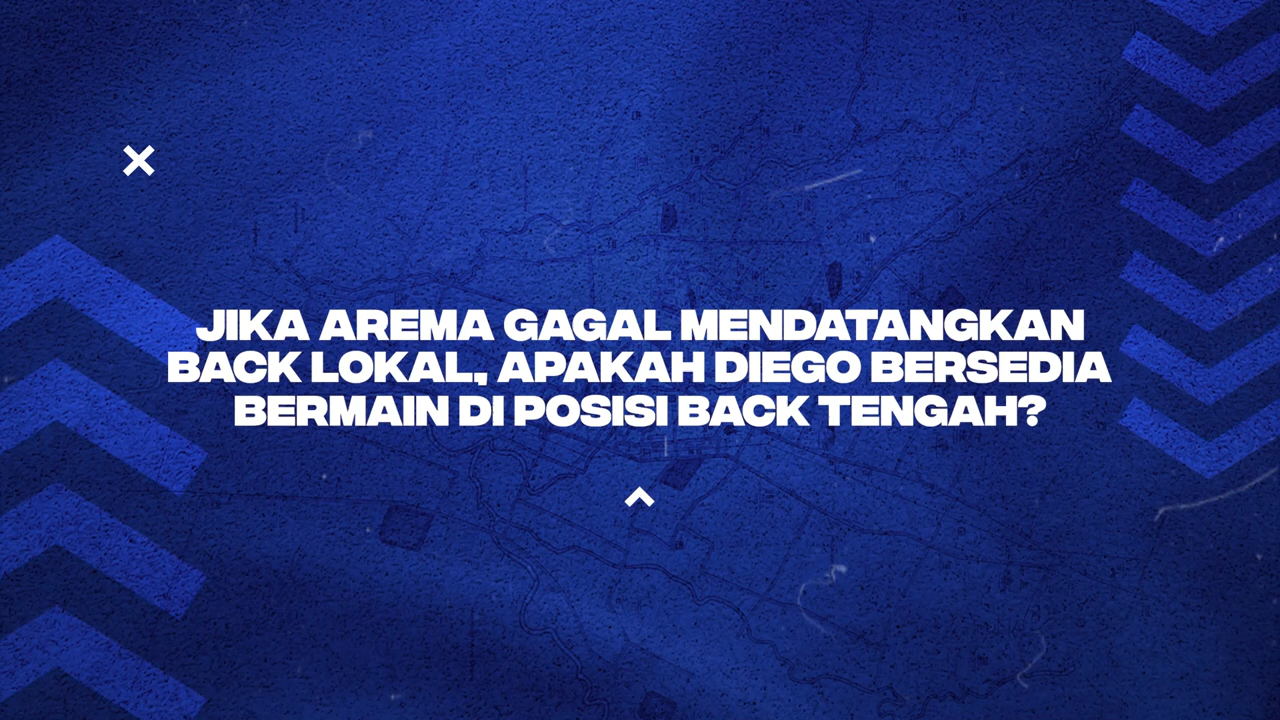 JIKA AREMA GAGAL MENDATANGKAN
BACK LOKAL, APAKAH DIEGO BERSEDIA
BERMAIN DI POSISI BACK TENGAH?